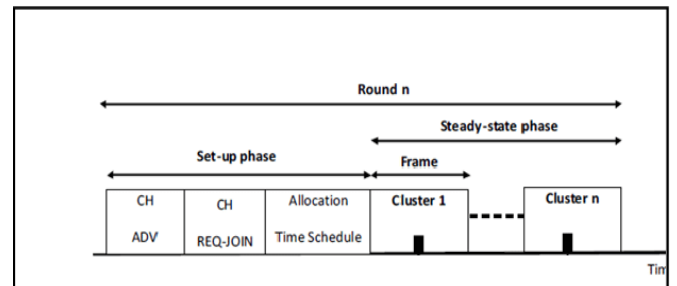 Round n
Steady-state phase
Set-up phase
Frame
CH
ADV
CH
REQ-JOIN
Allocation
Time Schedule
Cluster 1
Cluster n
Tim